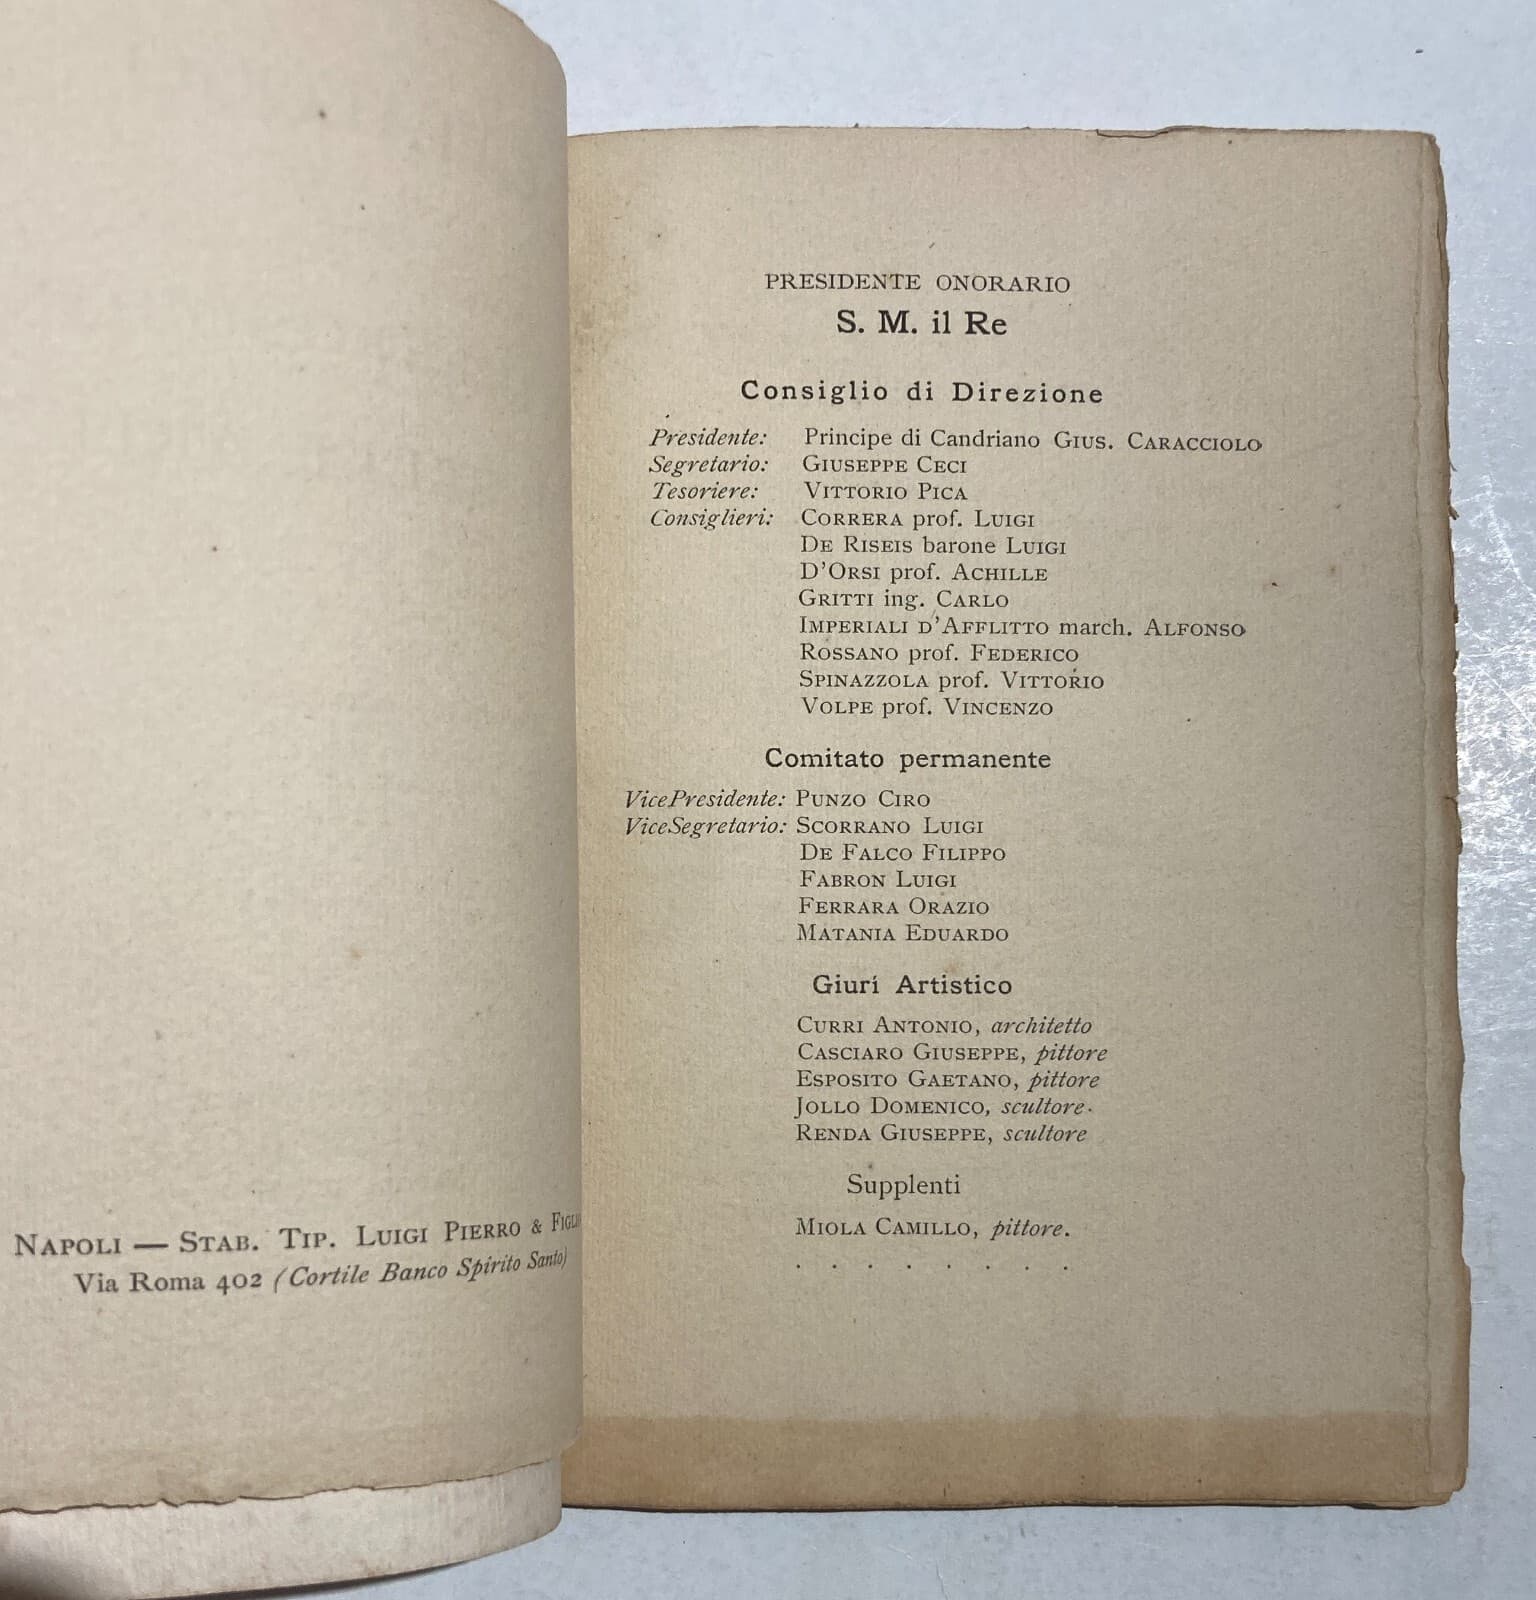 NAPOLI — STAB. TIP. LUIGI PIERRO & FIGLI
Via Roma 402 (Cortile Banco Spirito Santo)
PRESIDENTE ONORARIO
S. M. il Re
Consiglio di Direzione
Presidente: Principe di Candriano GIUS. CARACCIOLO
Segretario: GIUSEPPE CECI
Tesoriere: VITTORIO PICA
Consiglieri: CORRERA prof. LUIGI
DE RISEIS barone LUIGI
D'ORSI prof. ACHILLE
GRITTI ing. CARLO
IMPERIALI D'AFFLITTO march. ALFONSO
ROSSANO prof. FEDERICO
SPINAZZOLA prof. VITTORIO
VOLPE prof. VINCENZO
Comitato permanente
VicePresidente: PUNZO CIRO
ViceSegretario: SCORRANO LUIGI
DE FALCO FILIPPO
FABRON LUIGI
FERRARA ORAZIO
MATANIA EDUARDO
Giurí Artistico
CURRI ANTONIO, architetto
CASCIARO GIUSEPPE, pittore
ESPOSITO GAETANO, pittore
JOLLO DOMENICO, scultore.
RENDA GIUSEPPE, scultore
Supplenti
MIOLA CAMILLO, pittore.
. . . . . . . .